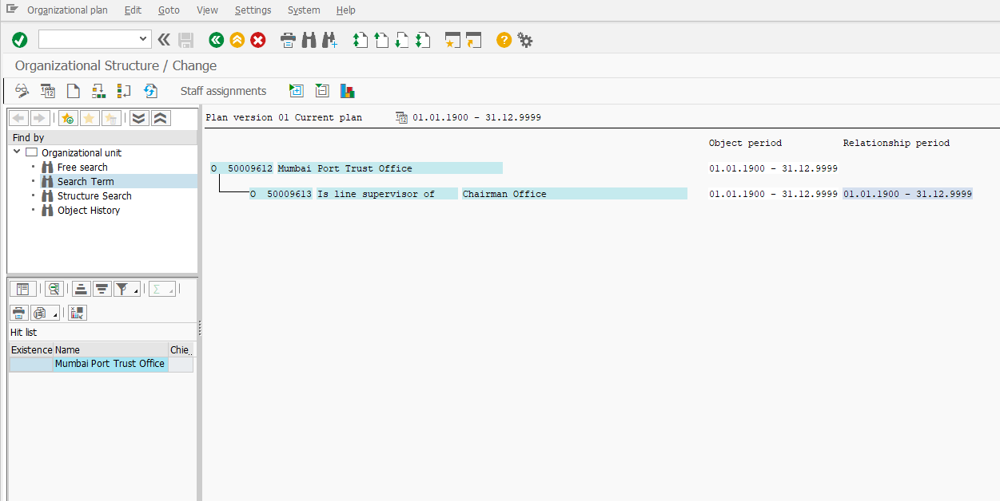 Organizational plan Edit Goto View Settings System Help
Organizational Structure / Change
Staff assignments
Plan version 01 Current plan 01.01.1900 - 31.12.9999
Find by
Organizational unit
Free search
Search Term
Structure Search
Object History
Object period Relationship period
O 50009612 Mumbai Port Trust Office 01.01.1900 - 31.12.9999
O 50009613 Is line supervisor of Chairman Office 01.01.1900 - 31.12.9999 01.01.1900 - 31.12.9999
Hit list
Existence Name Chie..
Mumbai Port Trust Office